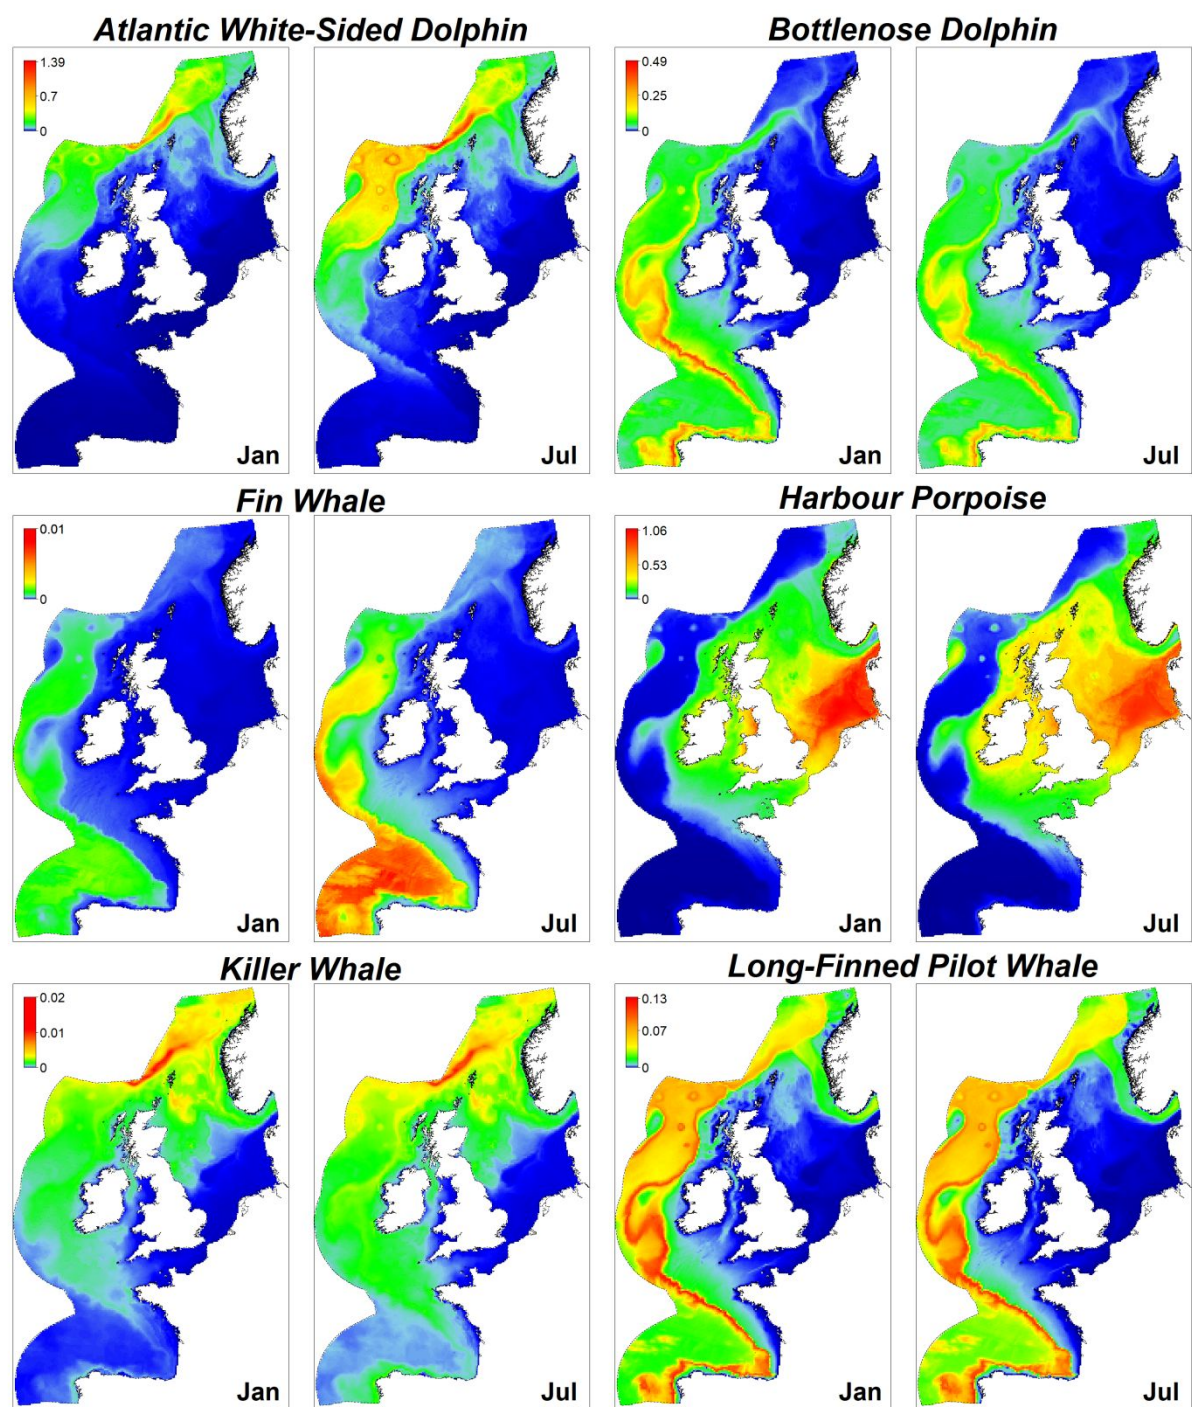 Atlantic White-Sided Dolphin
Bottlenose Dolphin
1.39
0.7
0
Jan
Jul
0.49
0.25
0
Jan
Jul
Fin Whale
Harbour Porpoise
0.01
0
Jan
Jul
1.06
0.53
0
Jan
Jul
Killer Whale
Long-Finned Pilot Whale
0.02
0.01
0
Jan
Jul
0.13
0.07
0
Jan
Jul